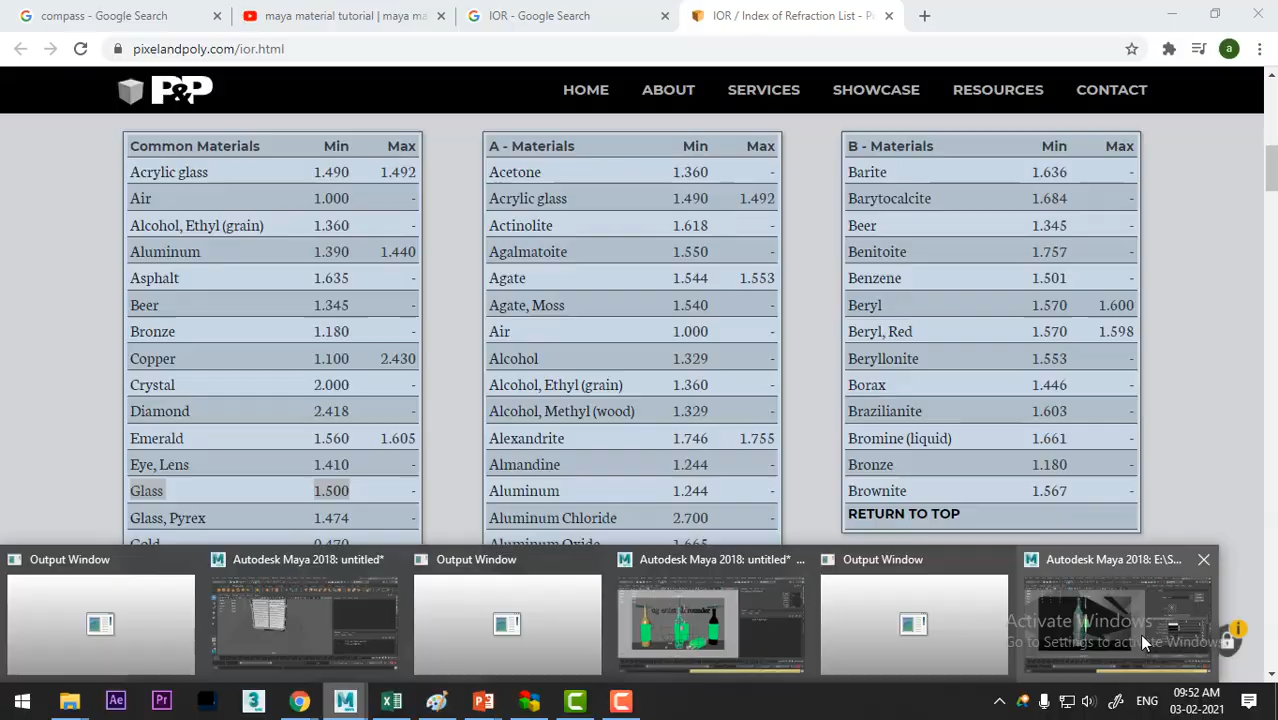 compass - Google Search
maya material tutorial | maya ma
IOR - Google Search
IOR / Index of Refraction List - P
pixelandpoly.com/ior.html
a
P&P
HOME ABOUT SERVICES SHOWCASE RESOURCES CONTACT
Common Materials Min Max
Acrylic glass 1.490 1.492
Air 1.000 -
Alcohol, Ethyl (grain) 1.360 -
Aluminum 1.390 1.440
Asphalt 1.635 -
Beer 1.345 -
Bronze 1.180 -
Copper 1.100 2.430
Crystal 2.000 -
Diamond 2.418 -
Emerald 1.560 1.605
Eye, Lens 1.410 -
Glass 1.500 -
Glass, Pyrex 1.474 -
Gold 0.470
A - Materials Min Max
Acetone 1.360 -
Acrylic glass 1.490 1.492
Actinolite 1.618 -
Agalmatoite 1.550 -
Agate 1.544 1.553
Agate, Moss 1.540 -
Air 1.000 -
Alcohol 1.329 -
Alcohol, Ethyl (grain) 1.360 -
Alcohol, Methyl (wood) 1.329 -
Alexandrite 1.746 1.755
Almandine 1.244 -
Aluminum 1.244 -
Aluminum Chloride 2.700 -
Aluminum Oxide 1.665
B - Materials Min Max
Barite 1.636 -
Barytocalcite 1.684 -
Beer 1.345 -
Benitoite 1.757 -
Benzene 1.501 -
Beryl 1.570 1.600
Beryl, Red 1.570 1.598
Beryllonite 1.553 -
Borax 1.446 -
Brazilianite 1.603 -
Bromine (liquid) 1.661 -
Bronze 1.180 -
Brownite 1.567 -
RETURN TO TOP
Output Window
Autodesk Maya 2018: untitled*
Output Window
Autodesk Maya 2018: untitled* ...
Output Window
Autodesk Maya 2018: E:\S...
Activate Windows
Go to Settings to activate Windows.
Ae
Pr
3
M
ENG
09:52 AM
03-02-2021